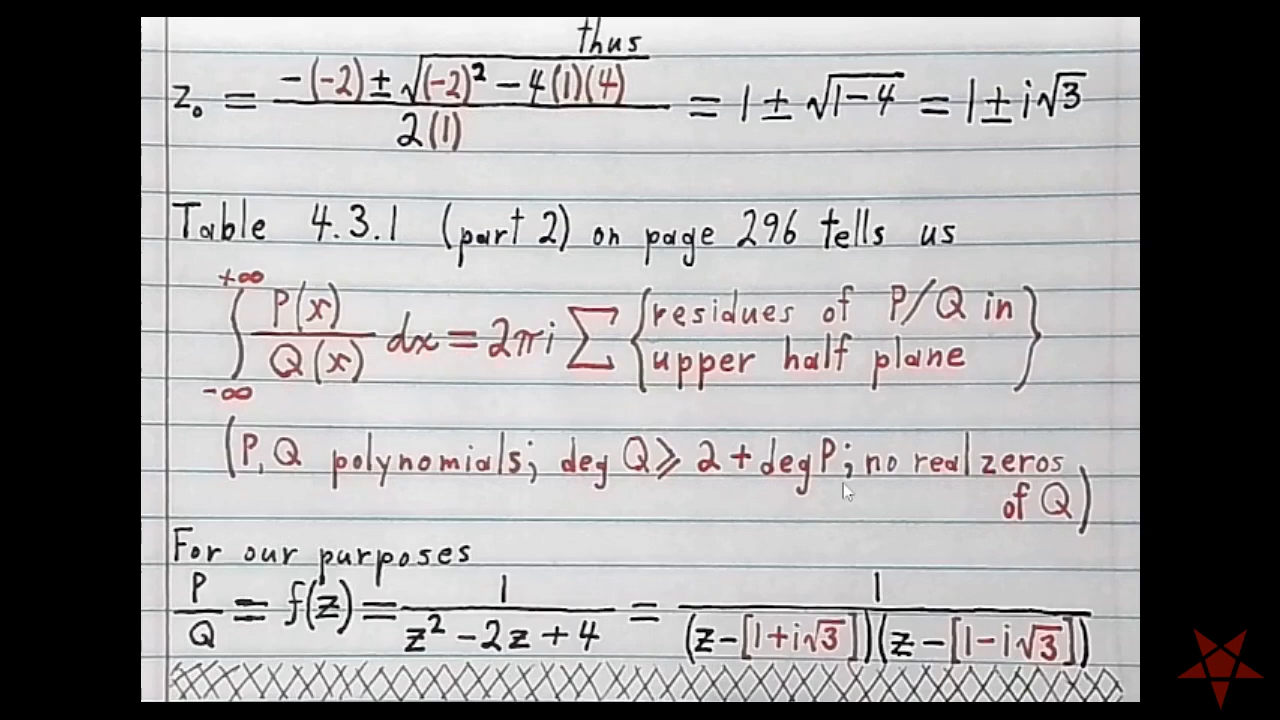 thus
z₀ = (-(-2) ± √((-2)² - 4(1)(4))) / 2(1) = 1 ± √(1-4) = 1 ± i√3
Table 4.3.1 (part 2) on page 296 tells us
∫_{-∞}^{+∞} P(x)/Q(x) dx = 2πi ∑ {residues of P/Q in
upper half plane}
(P, Q polynomials; deg Q ⩾ 2 + deg P; no real zeros
of Q)
For our purposes
P/Q = f(z) = 1/(z² - 2z + 4) = 1/((z-[1+i√3])(z-[1-i√3]))